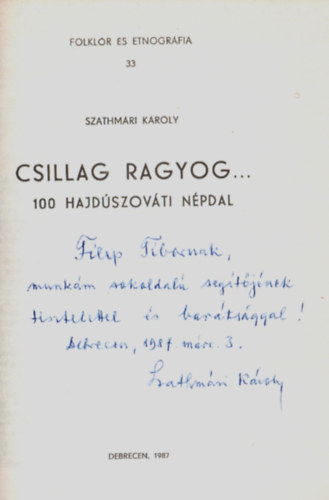 FOLKLÓR ÉS ETNOGRÁFIA
33
SZATHMÁRI KÁROLY
CSILLAG RAGYOG...
100 HAJDÚSZOVÁTI NÉPDAL
Filep Tibornak,
munkám sokoldalú segítőjének
tisztelettel és barátsággal!
Debrecen, 1987. márc. 3.
Szathmári Károly
DEBRECEN, 1987